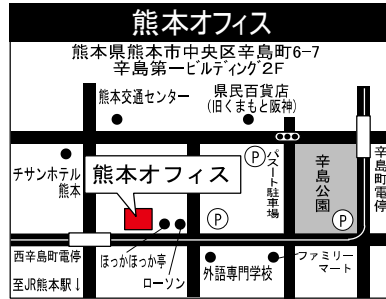 熊本オフィス
熊本県熊本市中央区辛島町6-7
辛島第一ビルディング2F
熊本交通センター
県民百貨店
(旧くまもと阪神)
チサンホテル
熊本
熊本オフィス
P
パスート駐車場
辛島公園
辛島町電停
P
P
西辛島町電停
至JR熊本駅↓
ほっかほっか亭
ローソン
外語専門学校
ファミリー
マート